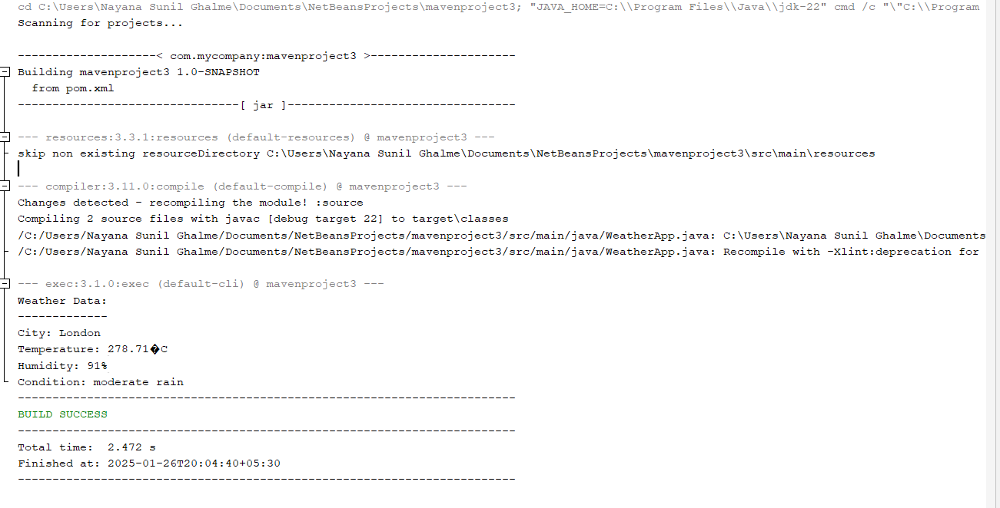 cd C:\Users\Nayana Sunil Ghalme\Documents\NetBeansProjects\mavenproject3; "JAVA_HOME=C:\\Program Files\\Java\\jdk-22" cmd /c "\"C:\\Program
Scanning for projects...
--------------------< com.mycompany:mavenproject3 >---------------------
Building mavenproject3 1.0-SNAPSHOT
  from pom.xml
--------------------------------[ jar ]---------------------------------
--- resources:3.3.1:resources (default-resources) @ mavenproject3 ---
skip non existing resourceDirectory C:\Users\Nayana Sunil Ghalme\Documents\NetBeansProjects\mavenproject3\src\main\resources
--- compiler:3.11.0:compile (default-compile) @ mavenproject3 ---
Changes detected - recompiling the module! :source
Compiling 2 source files with javac [debug target 22] to target\classes
/C:/Users/Nayana Sunil Ghalme/Documents/NetBeansProjects/mavenproject3/src/main/java/WeatherApp.java: C:\Users\Nayana Sunil Ghalme\Documents
/C:/Users/Nayana Sunil Ghalme/Documents/NetBeansProjects/mavenproject3/src/main/java/WeatherApp.java: Recompile with -Xlint:deprecation for
--- exec:3.1.0:exec (default-cli) @ mavenproject3 ---
Weather Data:
-------------
City: London
Temperature: 278.71�C
Humidity: 91%
Condition: moderate rain
------------------------------------------------------------------------
BUILD SUCCESS
------------------------------------------------------------------------
Total time:  2.472 s
Finished at: 2025-01-26T20:04:40+05:30
------------------------------------------------------------------------